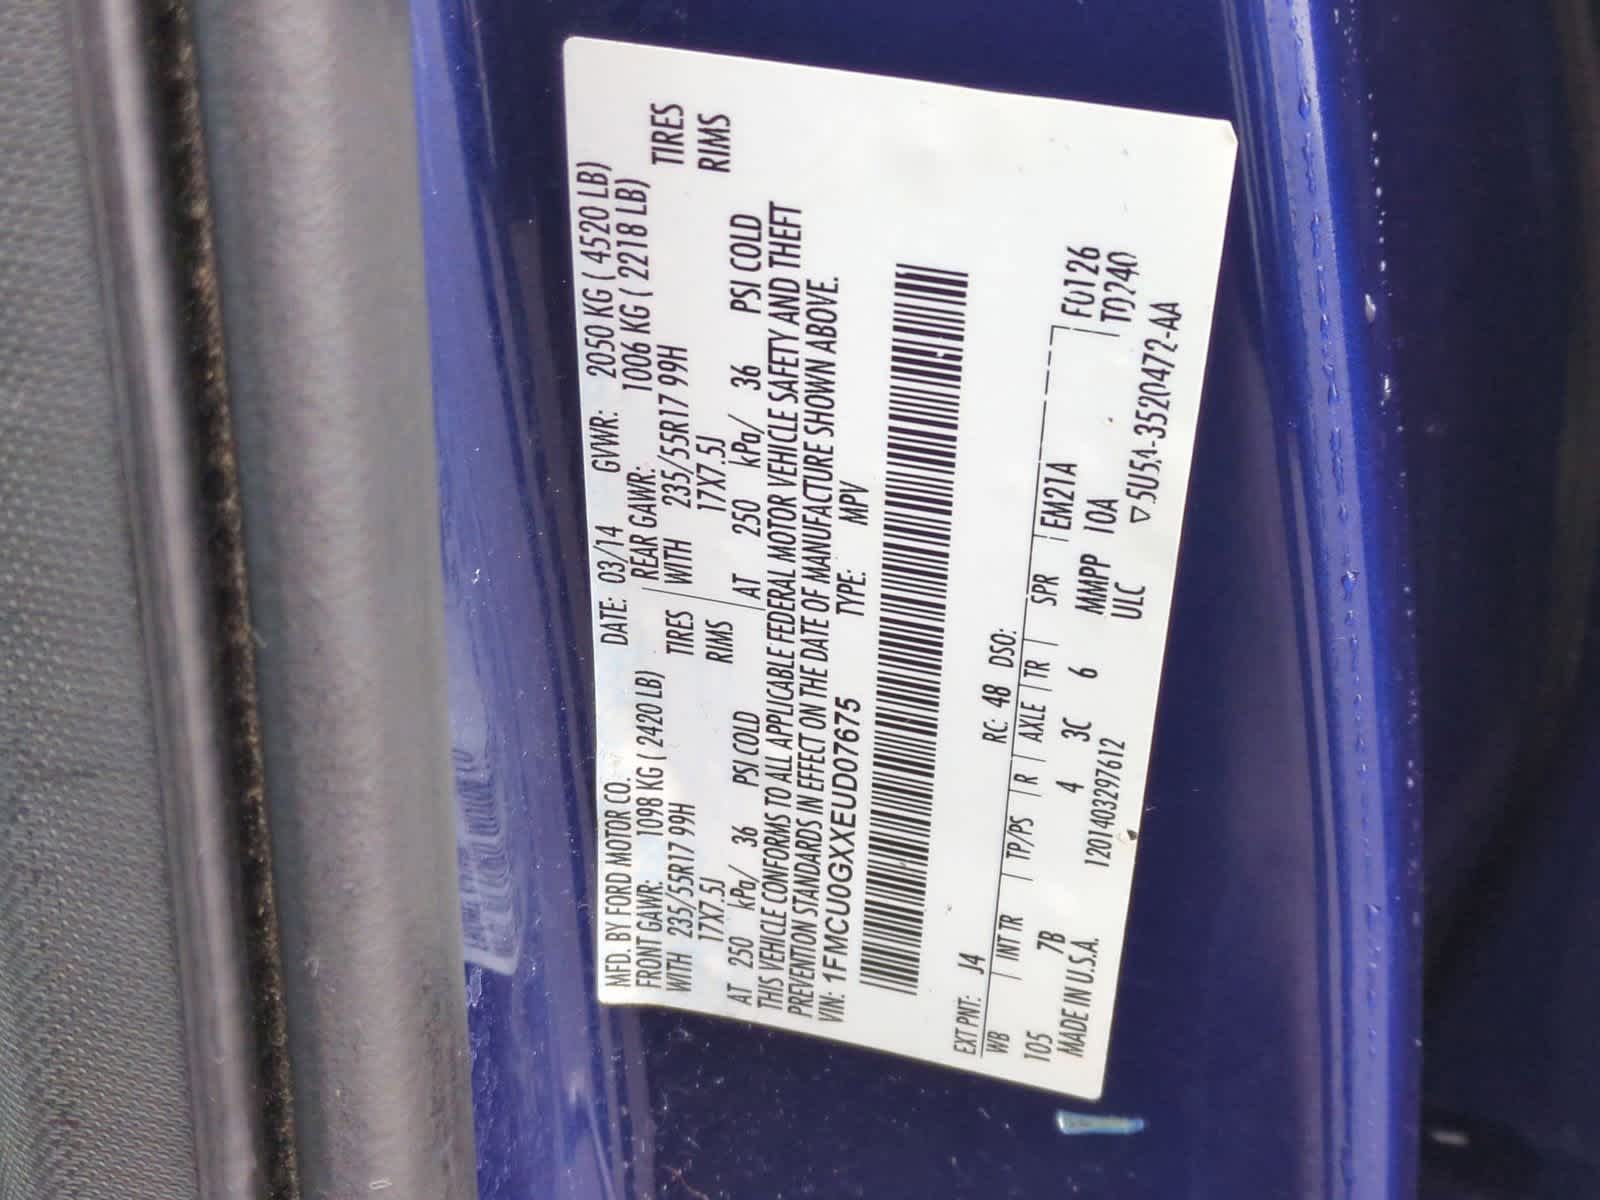 MFD. BY FORD MOTOR CO. DATE: 03/14 GVWR: 2050 KG ( 4520 LB)
FRONT GAWR: 1098 KG ( 2420 LB) REAR GAWR: 1006 KG ( 2218 LB)
WITH 235/55R17 99H TIRES WITH 235/55R17 99H TIRES
17X7.5J RIMS 17X7.5J RIMS
AT 250 kPa/ 36 PSI COLD AT 250 kPa/ 36 PSI COLD
THIS VEHICLE CONFORMS TO ALL APPLICABLE FEDERAL MOTOR VEHICLE SAFETY AND THEFT
PREVENTION STANDARDS IN EFFECT ON THE DATE OF MANUFACTURE SHOWN ABOVE.
VIN: 1FMCU0GXXEUD07675 TYPE: MPV
EXT PNT: J4 RC: 48 DSO:
WB INT TR TP/PS R AXLE TR SPR EM21A F0126
105 7B 4 3C 6 MMPP 10A T0240
MADE IN U.S.A. 1201403297612 ULC
▽5U5A-3520472-AA